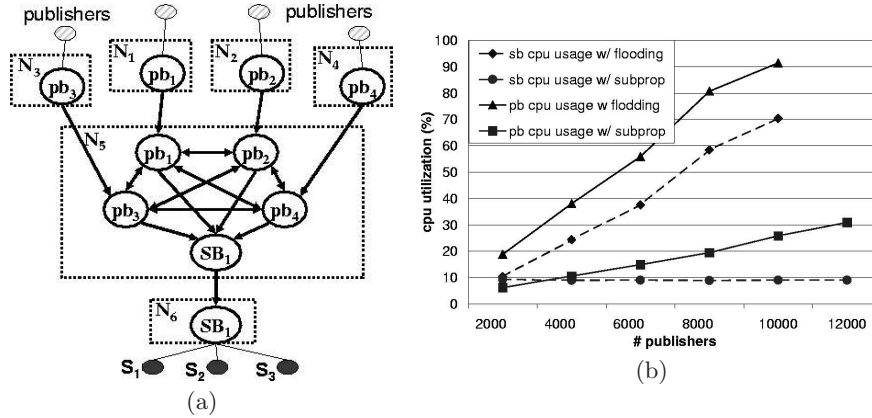 publishers
publishers
N3
N1
N2
N4
pb3
pb1
pb2
pb4
N5
pb1
pb2
pb3
pb4
SB1
N6
SB1
S1
S2
S3
(a)
sb cpu usage w/ flooding
sb cpu usage w/ subprop
pb cpu usage w/ flooding
pb cpu usage w/ subprop
cpu utilization (%)
100
90
80
70
60
50
40
30
20
10
0
2000 4000 6000 8000 10000 12000
# publishers
(b)